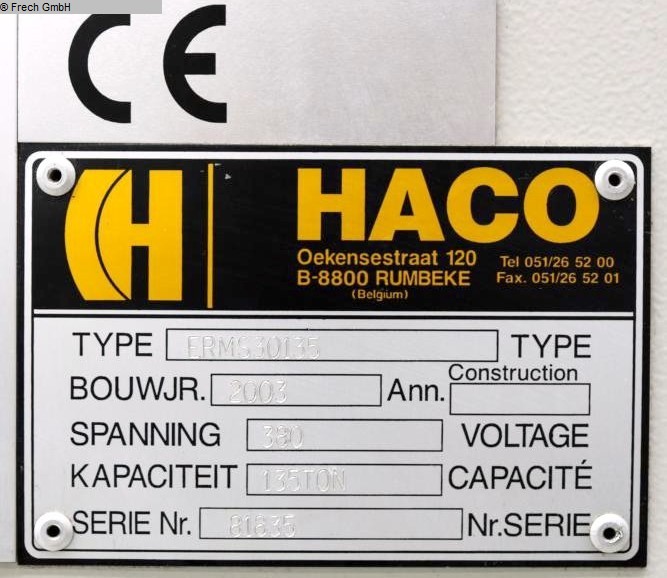 © Frech GmbH
CE
HACO
Oekensestraat 120
B-8800 RUMBEKE
(Belgium)
Tel 051/26 52 00
Fax. 051/26 52 01
TYPE ERMS30135 TYPE
BOUWJR. 2003 Ann. Construction
SPANNING 380 VOLTAGE
KAPACITEIT 135TON CAPACITÉ
SERIE Nr. 81835 Nr.SERIE